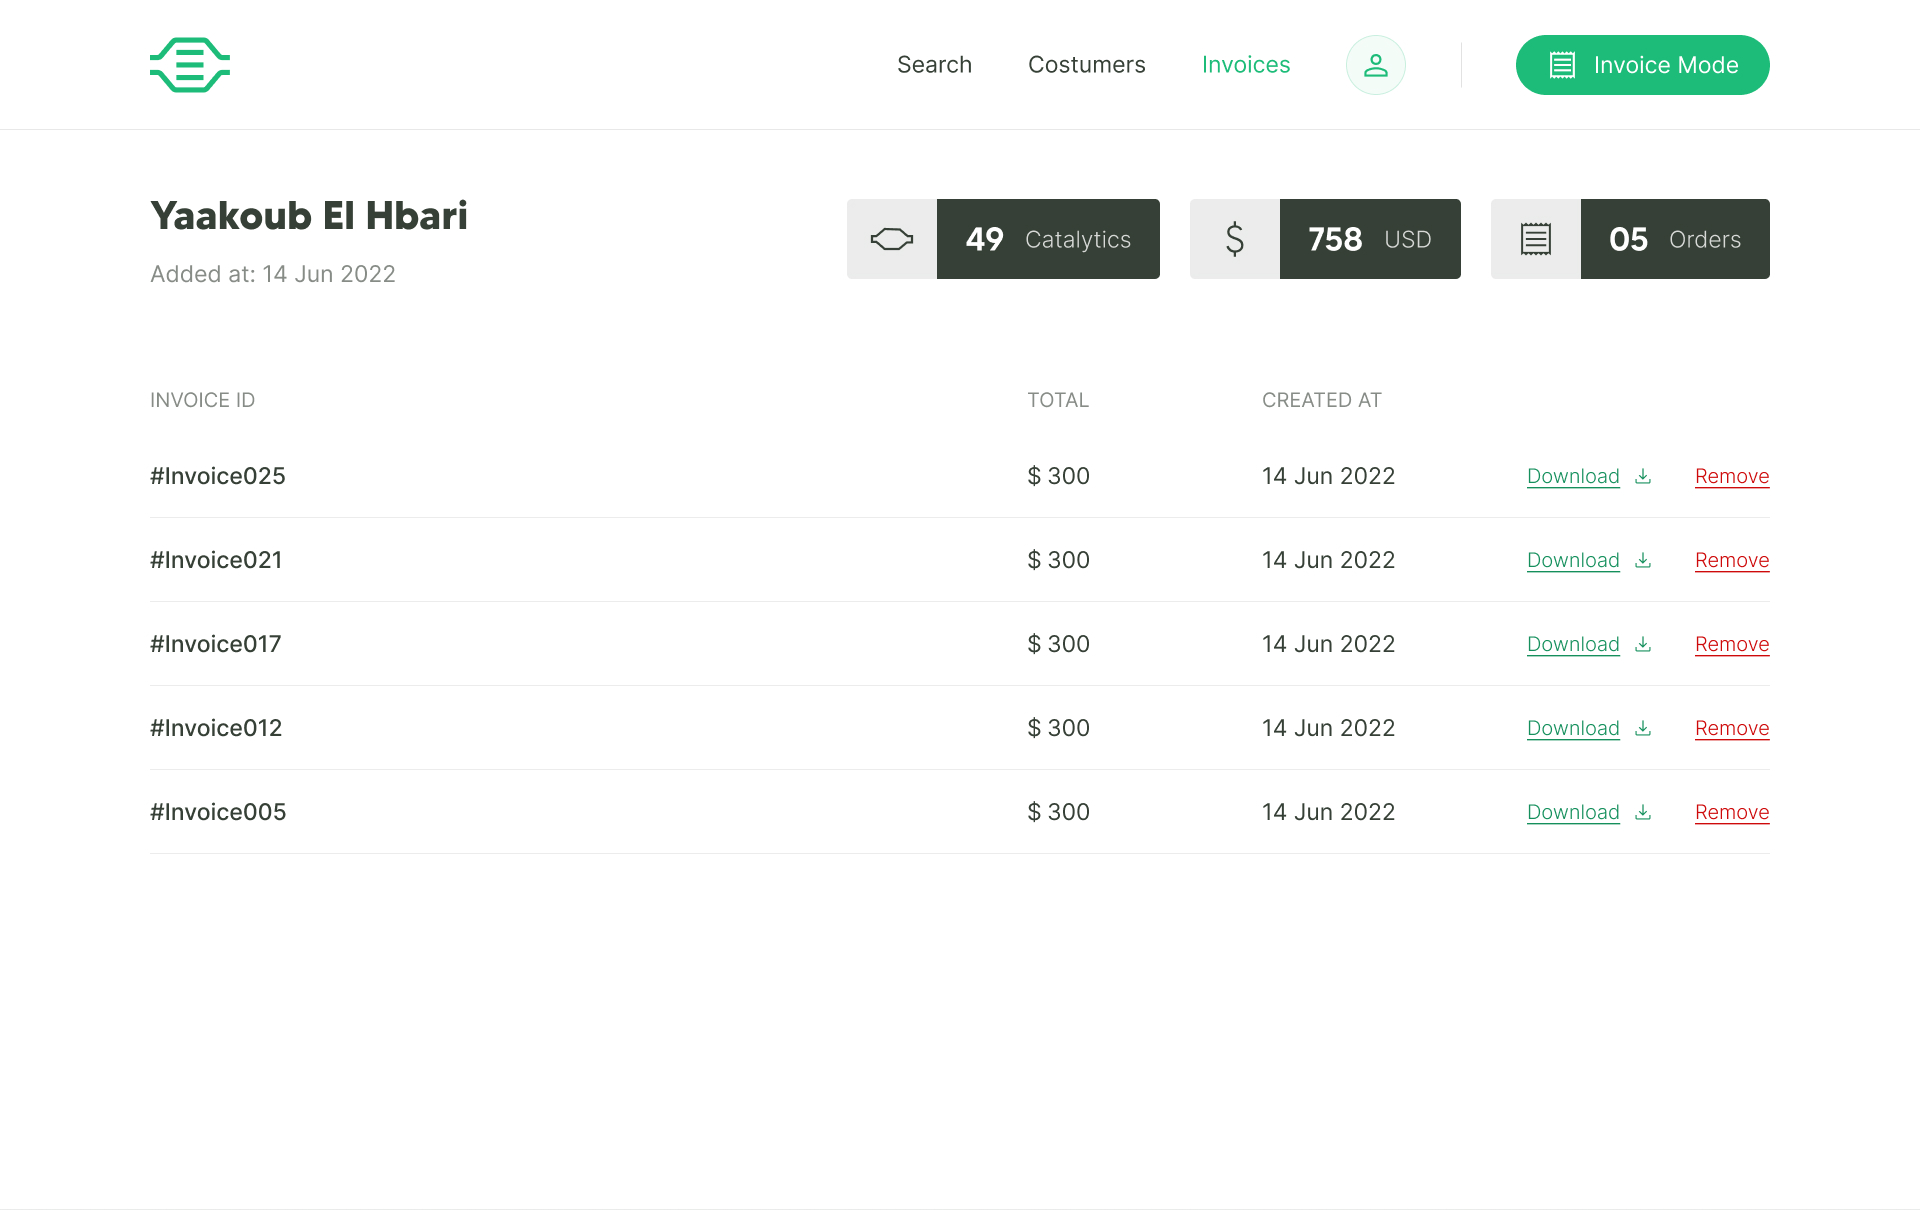 Search Costumers Invoices Invoice Mode
Yaakoub El Hbari
Added at: 14 Jun 2022
49 Catalytics
$ 758 USD
05 Orders
INVOICE ID TOTAL CREATED AT
#Invoice025 $ 300 14 Jun 2022 Download Remove
#Invoice021 $ 300 14 Jun 2022 Download Remove
#Invoice017 $ 300 14 Jun 2022 Download Remove
#Invoice012 $ 300 14 Jun 2022 Download Remove
#Invoice005 $ 300 14 Jun 2022 Download Remove